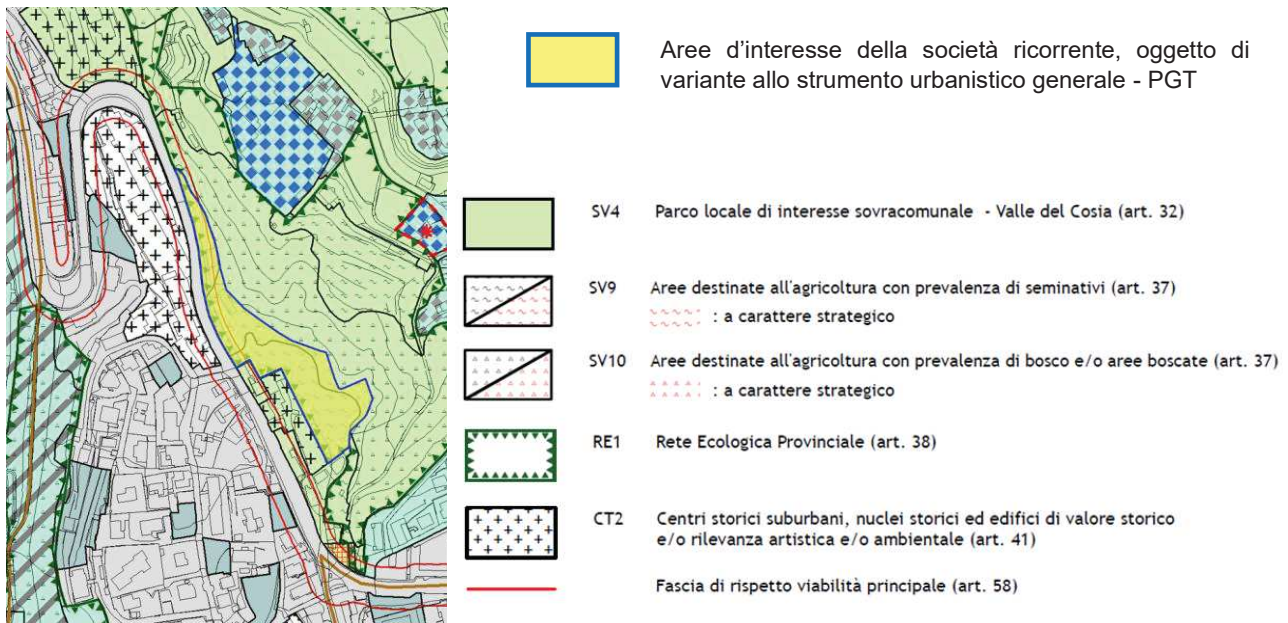 Aree d’interesse della società ricorrente, oggetto di
variante allo strumento urbanistico generale - PGT
SV4 Parco locale di interesse sovracomunale - Valle del Cosia (art. 32)
SV9 Aree destinate all'agricoltura con prevalenza di seminativi (art. 37)
: a carattere strategico
SV10 Aree destinate all'agricoltura con prevalenza di bosco e/o aree boscate (art. 37)
: a carattere strategico
RE1 Rete Ecologica Provinciale (art. 38)
CT2 Centri storici suburbani, nuclei storici ed edifici di valore storico
e/o rilevanza artistica e/o ambientale (art. 41)
Fascia di rispetto viabilità principale (art. 58)